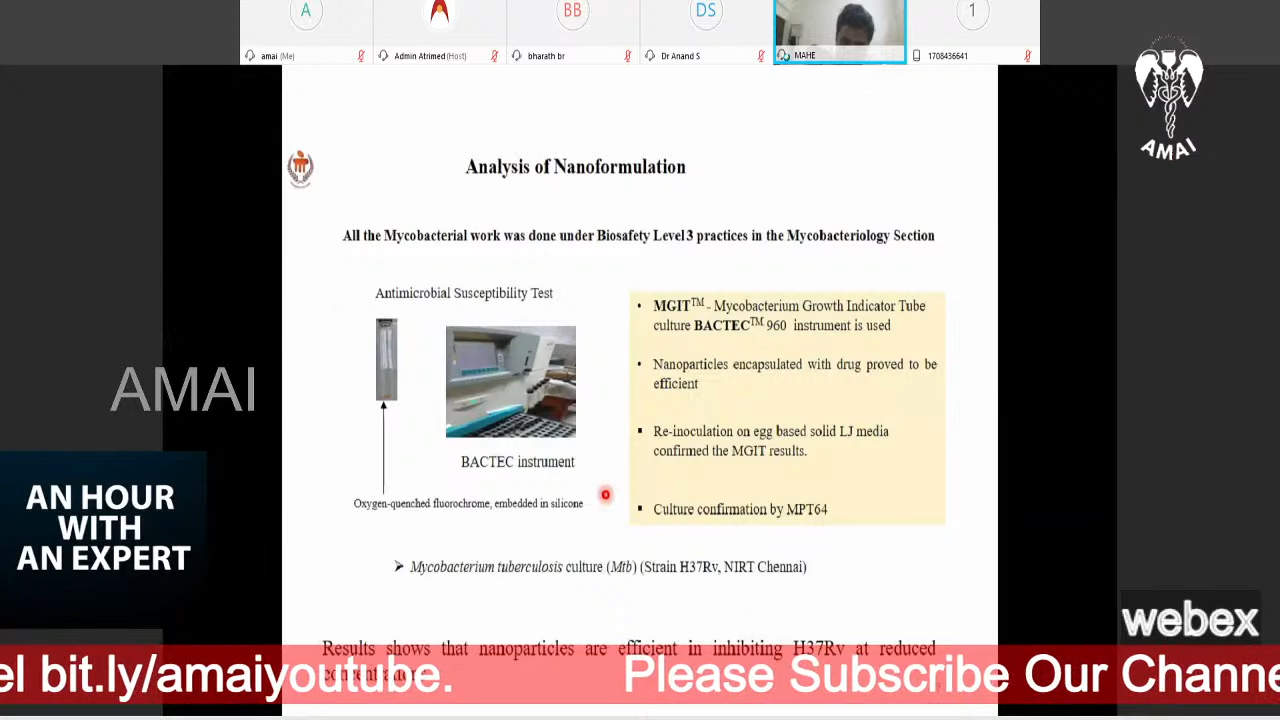 A
BB
DS
1
amai (Me)
Admin Atrimed (Host)
bharath br
Dr Anand S
MAHE
1708436641
AMAI
Analysis of Nanoformulation
All the Mycobacterial work was done under Biosafety Level 3 practices in the Mycobacteriology Section
Antimicrobial Susceptibility Test
BACTEC instrument
Oxygen-quenched fluorochrome, embedded in silicone
• MGIT™ - Mycobacterium Growth Indicator Tube
culture BACTEC™ 960 instrument is used
• Nanoparticles encapsulated with drug proved to be
efficient
▪ Re-inoculation on egg based solid LJ media
confirmed the MGIT results.
▪ Culture confirmation by MPT64
➢ Mycobacterium tuberculosis culture (Mtb) (Strain H37Rv, NIRT Chennai)
Results shows that nanoparticles are efficient in inhibiting H37Rv at reduced
AMAI
AN HOUR
WITH
AN EXPERT
webex
el bit.ly/amaiyoutube. Please Subscribe Our Channe